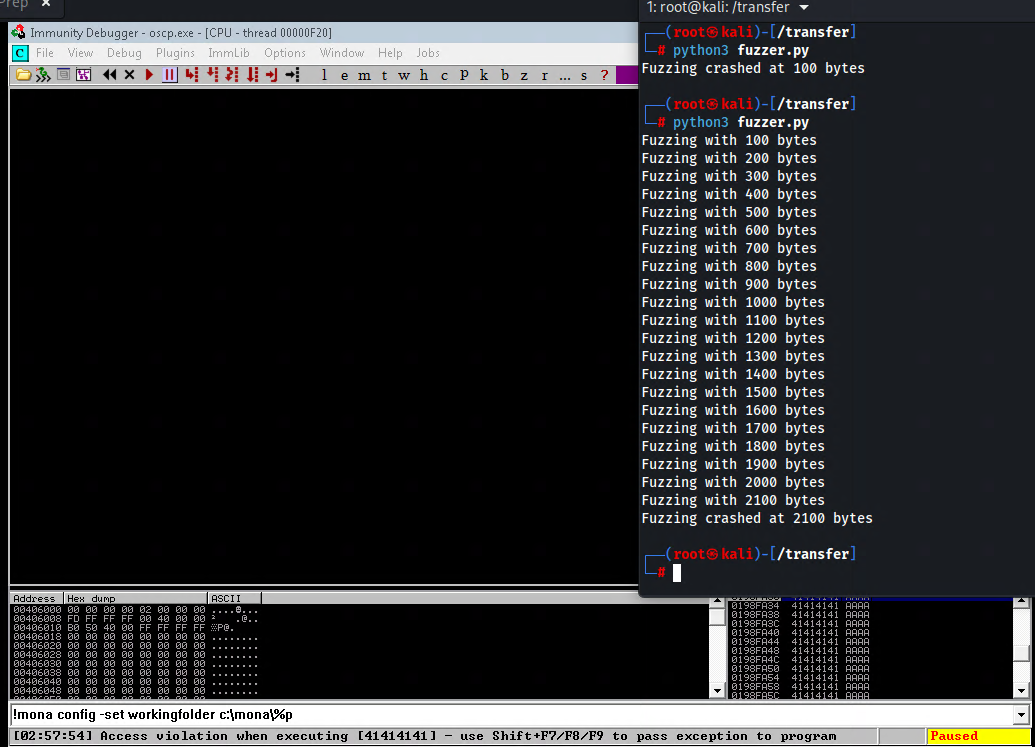 Prep ×
Immunity Debugger - oscp.exe - [CPU - thread 00000F20]
C File View Debug Plugins ImmLib Options Window Help Jobs
l e m t w h c P k b z r ... s ?
1: root@kali: /transfer
(root㉿kali)-[/transfer]
# python3 fuzzer.py
Fuzzing crashed at 100 bytes
(root㉿kali)-[/transfer]
# python3 fuzzer.py
Fuzzing with 100 bytes
Fuzzing with 200 bytes
Fuzzing with 300 bytes
Fuzzing with 400 bytes
Fuzzing with 500 bytes
Fuzzing with 600 bytes
Fuzzing with 700 bytes
Fuzzing with 800 bytes
Fuzzing with 900 bytes
Fuzzing with 1000 bytes
Fuzzing with 1100 bytes
Fuzzing with 1200 bytes
Fuzzing with 1300 bytes
Fuzzing with 1400 bytes
Fuzzing with 1500 bytes
Fuzzing with 1600 bytes
Fuzzing with 1700 bytes
Fuzzing with 1800 bytes
Fuzzing with 1900 bytes
Fuzzing with 2000 bytes
Fuzzing with 2100 bytes
Fuzzing crashed at 2100 bytes
(root㉿kali)-[/transfer]
#
Address Hex dump ASCII
00406000 00 00 00 00 02 00 00 00
00406008 FD FF FF FF 00 40 00 00
00406010 B0 50 40 00 FF FF FF FF
00406018 00 00 00 00 00 00 00 00 ........
00406020 00 00 00 00 00 00 00 00 ........
00406028 00 00 00 00 00 00 00 00 ........
00406030 00 00 00 00 00 00 00 00 ........
00406038 00 00 00 00 00 00 00 00 ........
00406040 00 00 00 00 00 00 00 00 ........
00406048 00 00 00 00 00 00 00 00 ........
0198FA34 41414141 AAAA
0198FA38 41414141 AAAA
0198FA3C 41414141 AAAA
0198FA40 41414141 AAAA
0198FA44 41414141 AAAA
0198FA48 41414141 AAAA
0198FA4C 41414141 AAAA
0198FA50 41414141 AAAA
0198FA54 41414141 AAAA
0198FA58 41414141 AAAA
0198FA5C 41414141 AAAA
!mona config -set workingfolder c:\mona\%p
[02:57:54] Access violation when executing [41414141] - use Shift+F7/F8/F9 to pass exception to program
Paused